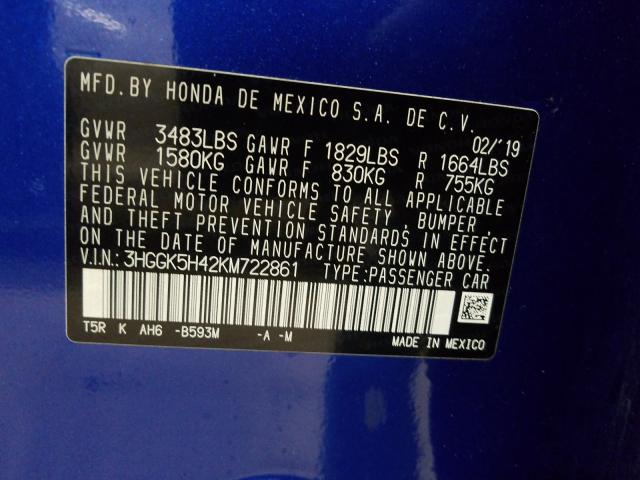 MFD. BY HONDA DE MEXICO S.A. DE C.V.
02/'19
GVWR 3483LBS GAWR F 1829LBS R 1664LBS
GVWR 1580KG GAWR F 830KG R 755KG
THIS VEHICLE CONFORMS TO ALL APPLICABLE
FEDERAL MOTOR VEHICLE SAFETY, BUMPER,
AND THEFT PREVENTION STANDARDS IN EFFECT
ON THE DATE OF MANUFACTURE SHOWN ABOVE.
V.I.N.: 3HGGK5H42KM722861 TYPE:PASSENGER CAR
T5R K AH6 -B593M -A -M
MADE IN MEXICO